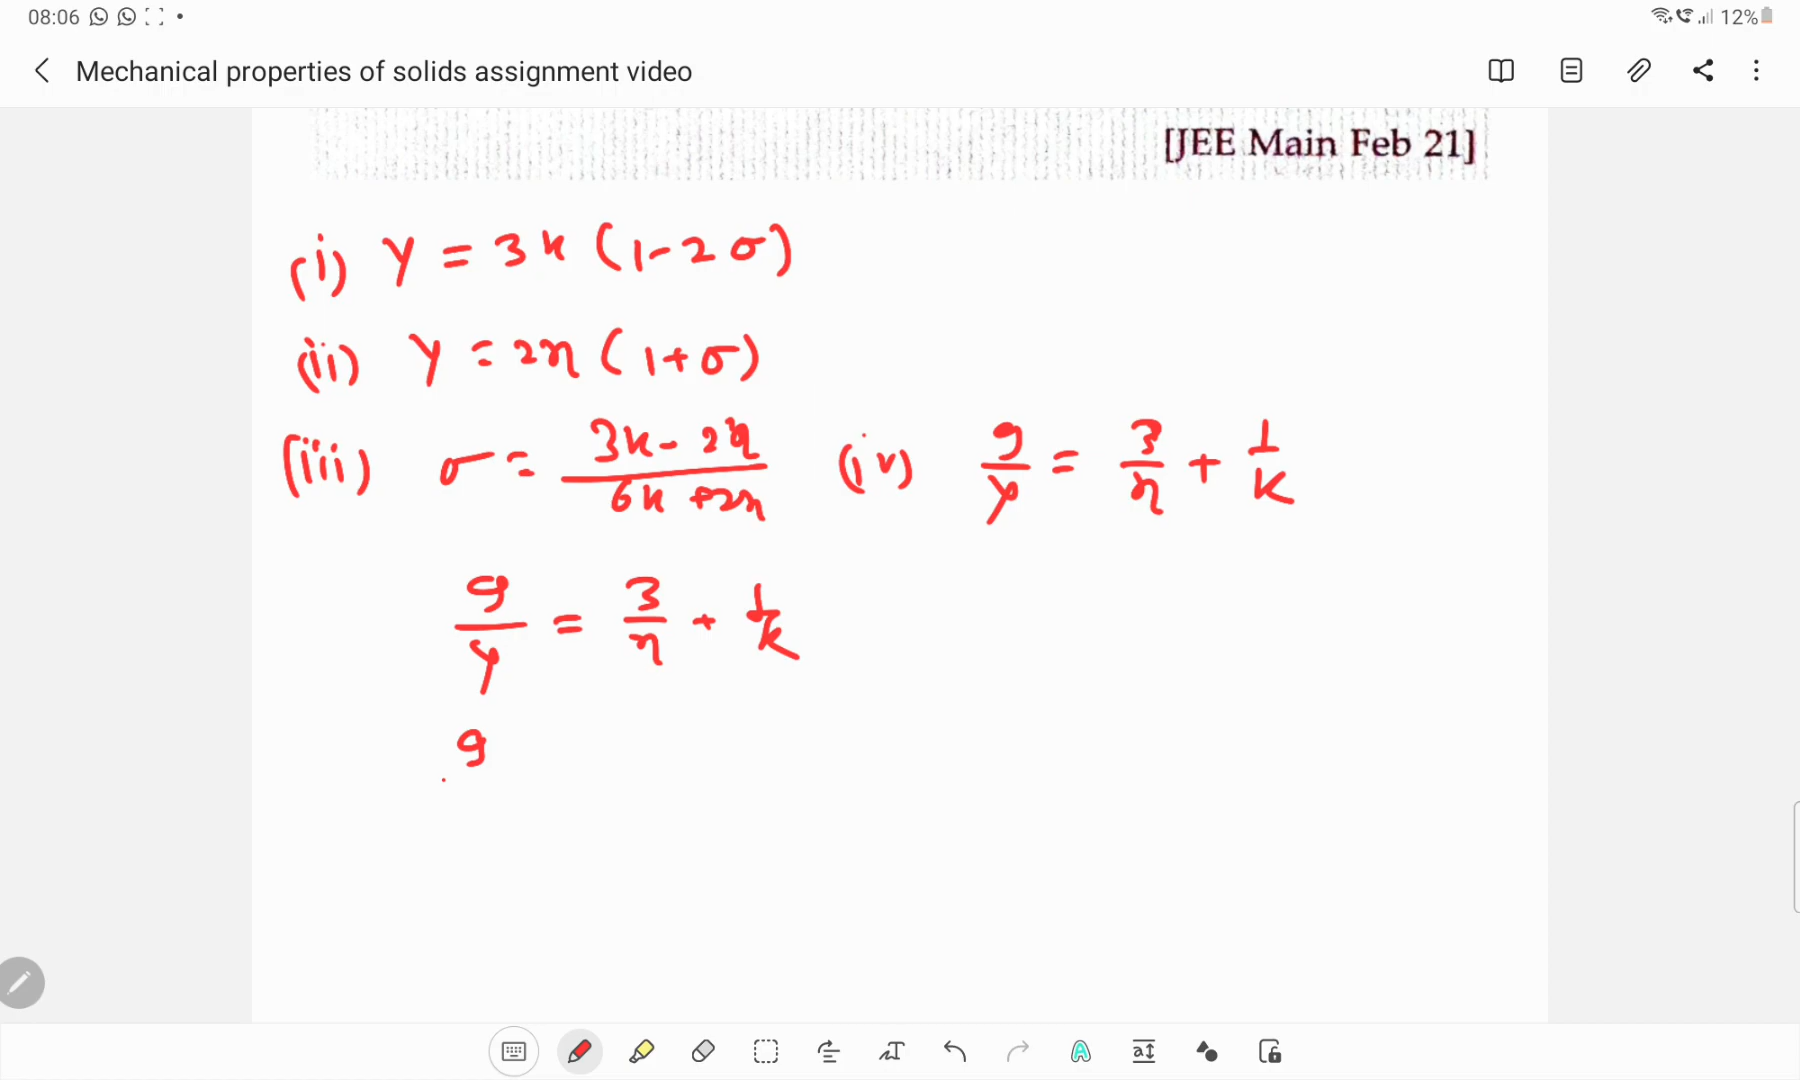 08:06
12%
Mechanical properties of solids assignment video
[JEE Main Feb 21]
(i) Y = 3K (1-2σ)
(ii) Y = 2η (1+σ)
(iii) σ = (3K - 2η)/(6K + 2η) (iv) 9/Y = 3/η + 1/K
9/Y = 3/η + 1/K
9